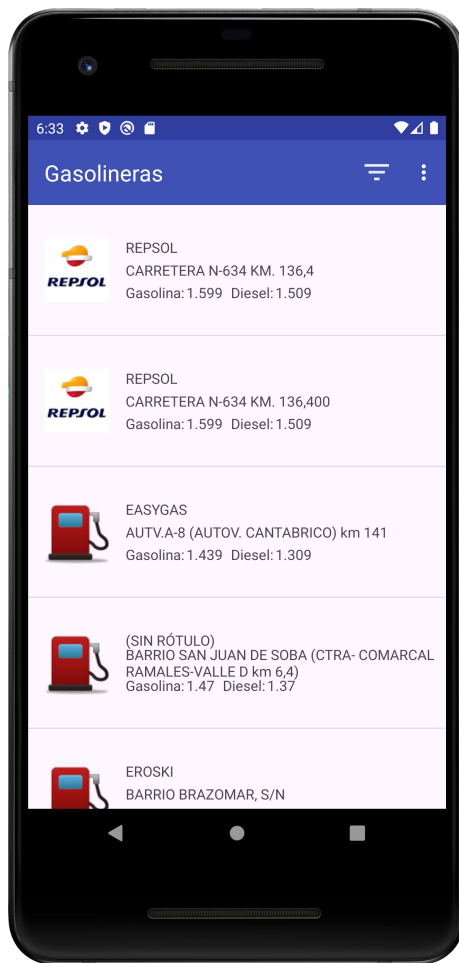 6:33
Gasolineras
REPSOL
REPSOL
CARRETERA N-634 KM. 136,4
Gasolina: 1.599 Diesel: 1.509
REPSOL
REPSOL
CARRETERA N-634 KM. 136,400
Gasolina: 1.599 Diesel: 1.509
EASYGAS
AUTV.A-8 (AUTOV. CANTABRICO) km 141
Gasolina: 1.439 Diesel: 1.309
(SIN RÓTULO)
BARRIO SAN JUAN DE SOBA (CTRA- COMARCAL
RAMALES-VALLE D km 6,4)
Gasolina: 1.47 Diesel: 1.37
EROSKI
BARRIO BRAZOMAR, S/N